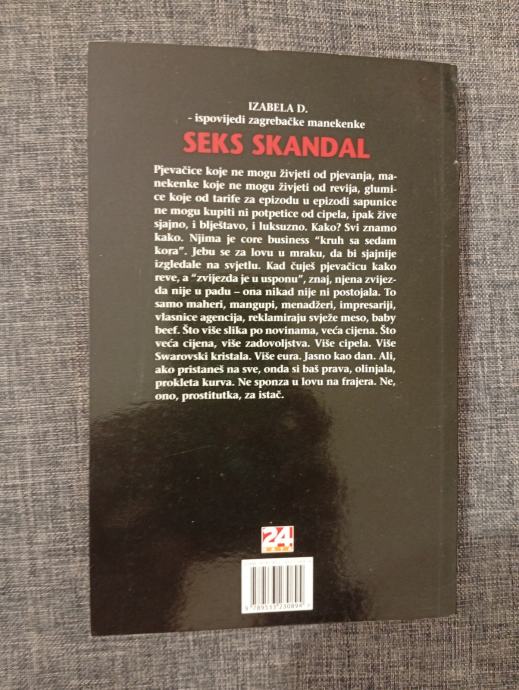 IZABELA D.
- ispovijedi zagrebačke manekenke
SEKS SKANDAL
Pjevačice koje ne mogu živjeti od pjevanja, ma-
nekenke koje ne mogu živjeti od revija, glumi-
ce koje od tarife za epizodu u epizodi sapunice
ne mogu kupiti ni potpetice od cipela, ipak žive
sjajno, i blještavo, i luksuzno. Kako? Svi znamo
kako. Njima je core business “kruh sa sedam
kora”. Jebu se za lovu u mraku, da bi sjajnije
izgledale na svjetlu. Kad čuješ pjevačicu kako
reve, a “zvijezda je u usponu”, znaj, njena zvijez-
da nije u padu – ona nikad nije ni postojala. To
samo maheri, mangupi, menadžeri, impresariji,
vlasnice agencija, reklamiraju svježe meso, baby
beef. Što više slika po novinama, veća cijena. Što
veća cijena, više zadovoljstva. Više cipela. Više
Swarovski kristala. Više eura. Jasno kao dan. Ali,
ako pristaneš na sve, onda si baš prava, olinjala,
prokleta kurva. Ne sponza u lovu na frajera. Ne,
ono, prostitutka, za istač.
24